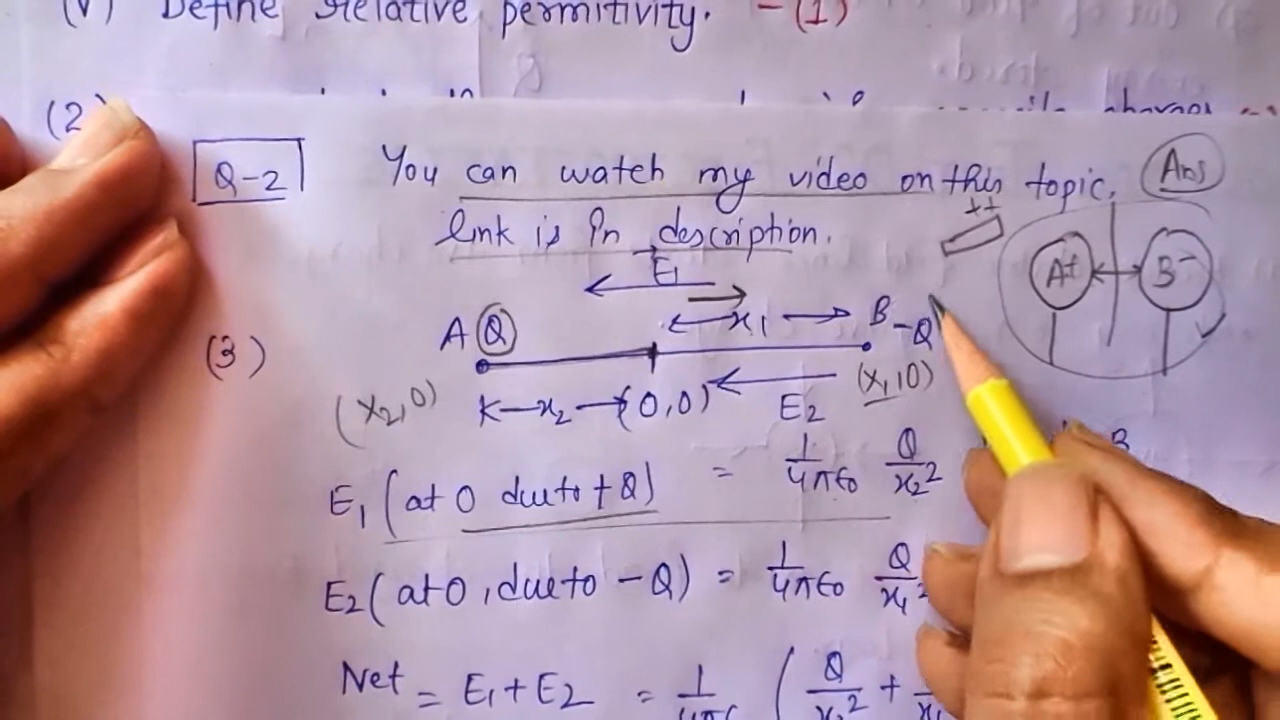 (V) Define relative permitivity. - (1)
(2)
Q-2 You can watch my video on this topic. Ans
link is in description.
++
A+ B-
E₁
(3) A Q x₁ B -Q
(x₂,0) x₂ (0,0) E₂ (x₁,0)
E₁ (at 0 due to + Q) = 1/4πε₀ Q/x₂²
E₂ (at 0, due to - Q) = 1/4πε₀ Q/x₁²
Net = E₁ + E₂ = 1/4πε₀ ( Q/x₂² +